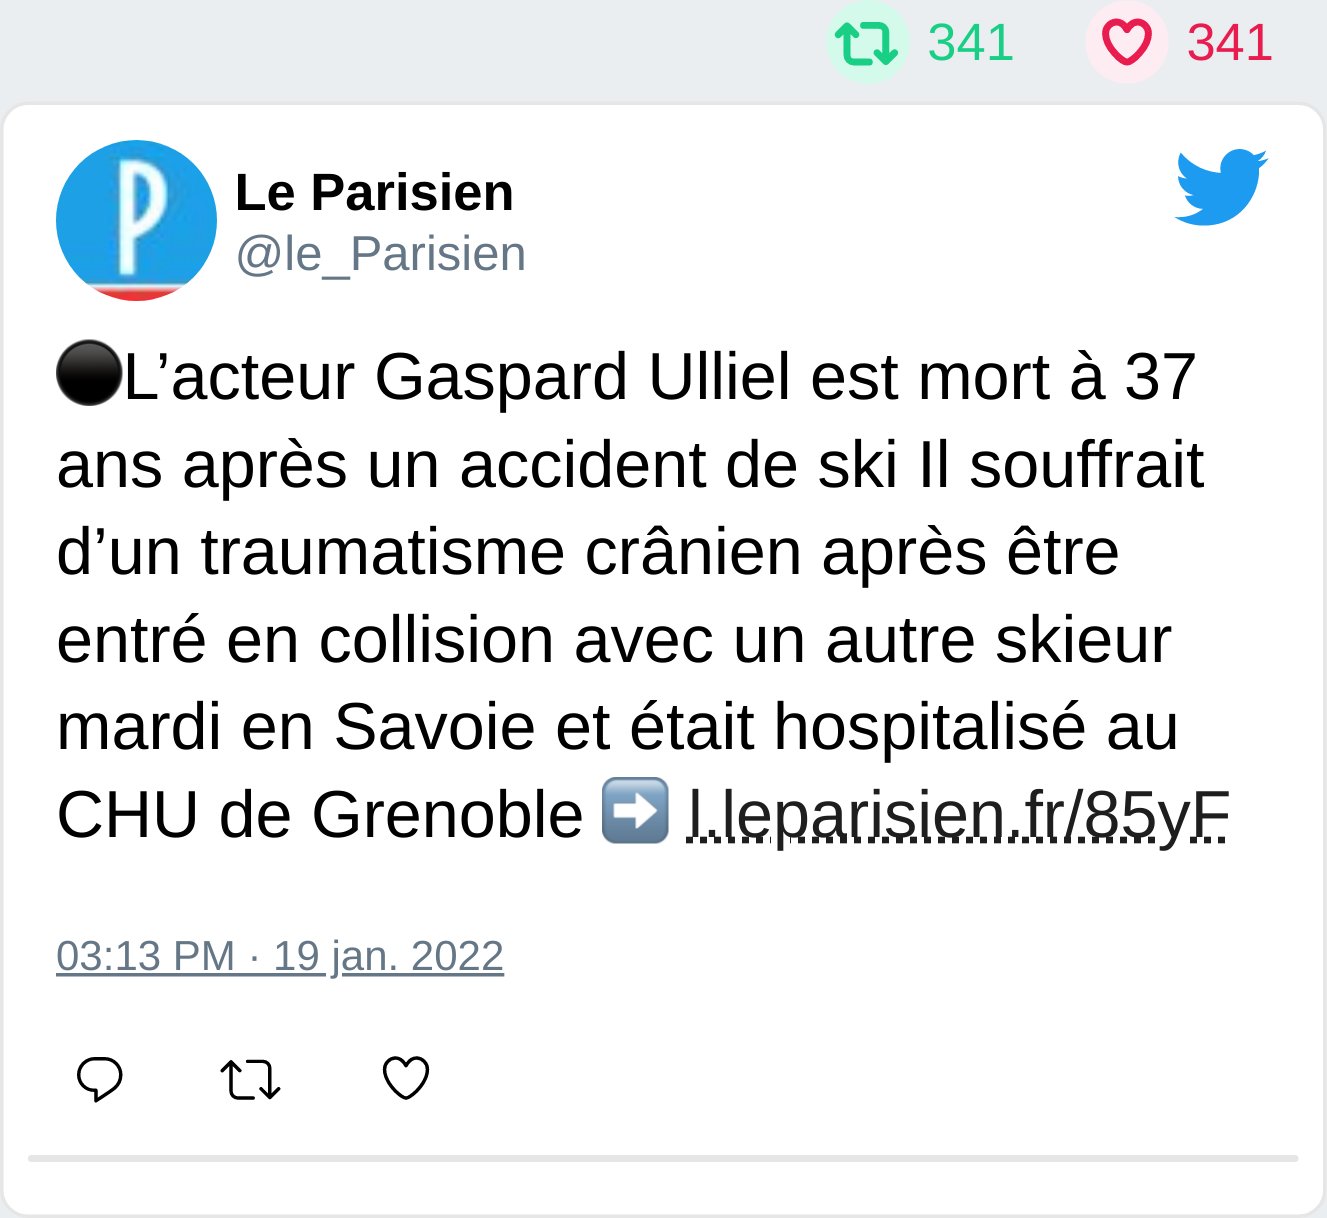 341 341
Le Parisien
@le_Parisien
⚫L’acteur Gaspard Ulliel est mort à 37
ans après un accident de ski Il souffrait
d’un traumatisme crânien après être
entré en collision avec un autre skieur
mardi en Savoie et était hospitalisé au
CHU de Grenoble ➡ l.leparisien.fr/85yF
03:13 PM · 19 jan. 2022